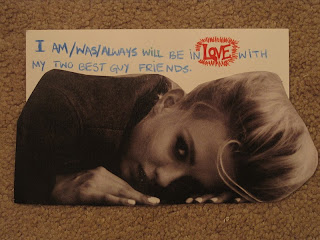 I AM/WAS/ALWAYS WILL BE IN LOVE WITH
MY TWO BEST GUY FRIENDS.